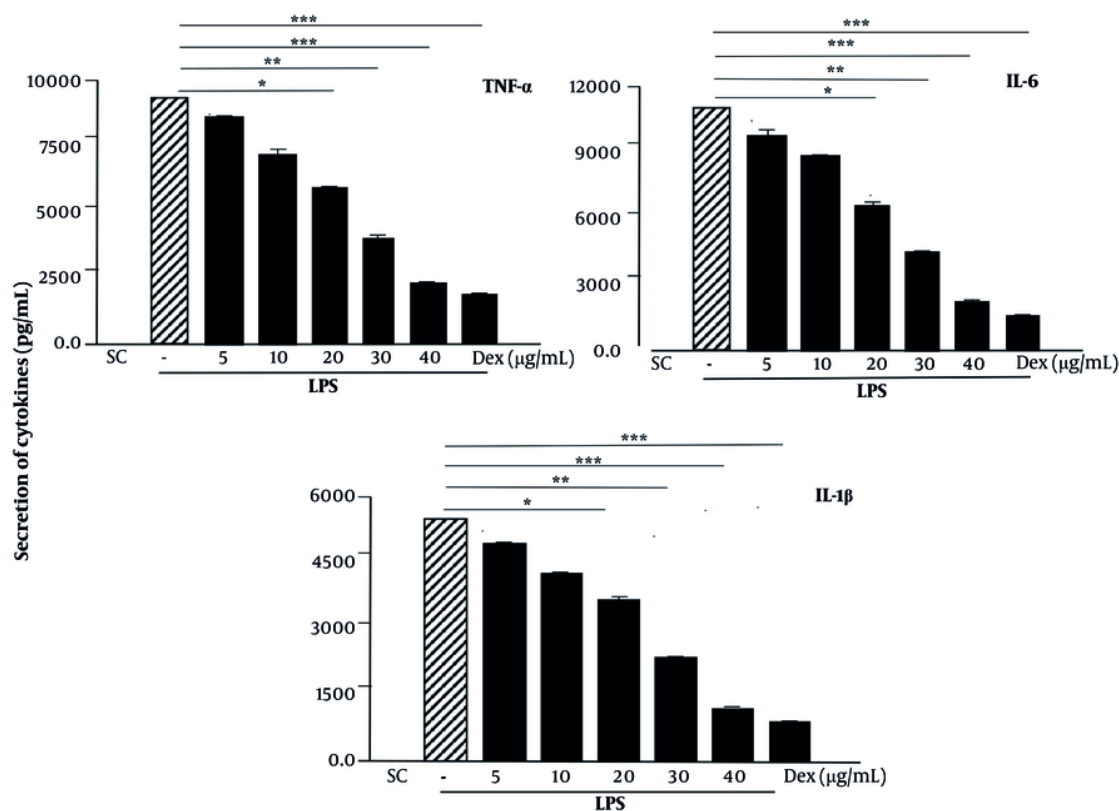 Secretion of cytokines (pg/mL)
***
***
**
*
TNF-α
10000
7500
5000
2500
0.0
SC - 5 10 20 30 40 Dex (μg/mL)
LPS
***
***
**
*
IL-6
12000
9000
6000
3000
0.0
SC - 5 10 20 30 40 Dex (μg/mL)
LPS
***
***
**
*
IL-1β
6000
4500
3000
1500
0.0
SC - 5 10 20 30 40 Dex (μg/mL)
LPS